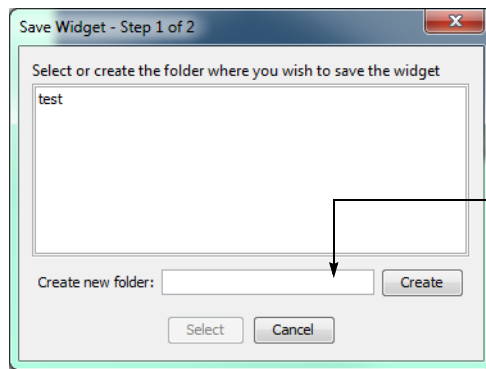 Save Widget - Step 1 of 2
Select or create the folder where you wish to save the widget
test
Create new folder: Create
Select Cancel